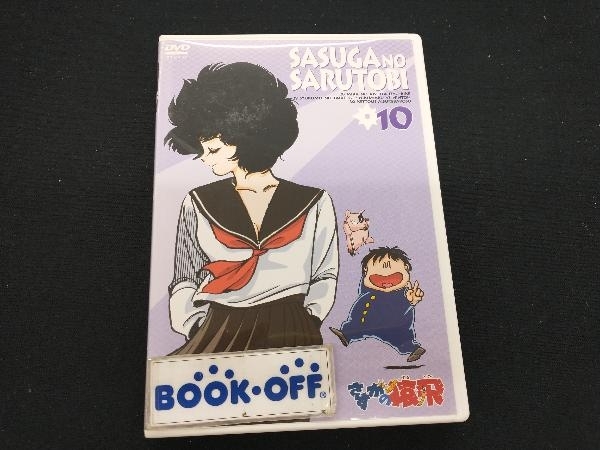 DVD
SASUGA NO
SARUTOBI
10
BOOK·OFF®
さすがの猿飛